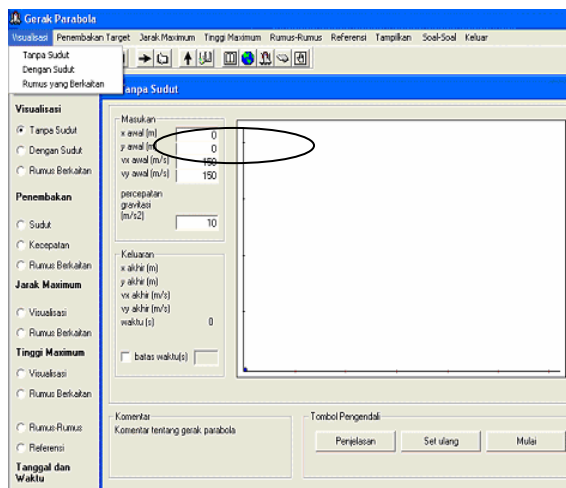 Gerak Parabola
Visualisasi Penembakan Target Jarak Maximum Tinggi Maximum Rumus-Rumus Referensi Tampilkan Soal-Soal Keluar
Tanpa Sudut
Dengan Sudut
Rumus yang Berkaitan
Tanpa Sudut
Visualisasi
Tanpa Sudut
Dengan Sudut
Rumus Berkaitan
Penembakan
Sudut
Kecepatan
Rumus Berkaitan
Jarak Maximum
Visualisasi
Rumus Berkaitan
Tinggi Maximum
Visualisasi
Rumus Berkaitan
Rumus-Rumus
Referensi
Tanggal dan
Waktu
Masukan
x awal (m) 0
y awal (m) 0
vx awal (m/s) 150
vy awal (m/s) 150
percepatan
gravitasi
(m/s2) 10
Keluaran
x akhir (m)
y akhir (m)
vx akhir (m/s)
vy akhir (m/s)
waktu (s) 0
batas waktu(s)
Komentar
Komentar tentang gerak parabola
Tombol Pengendali
Penjelasan Set ulang Mulai